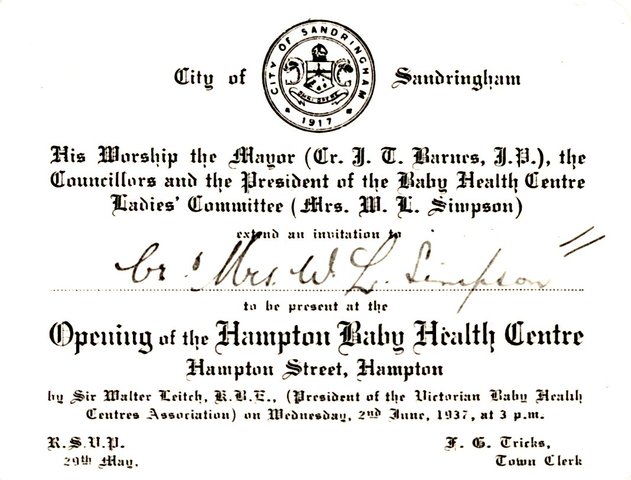 City of Sandringham
CITY OF SANDRINGHAM
1917
His Worship the Mayor (Cr. J. T. Barnes, J.P.), the
Councillors and the President of the Baby Health Centre
Ladies' Committee (Mrs. W. L. Simpson)
extend an invitation to
Cr. & Mrs. W. L. Simpson
to be present at the
Opening of the Hampton Baby Health Centre
Hampton Street, Hampton
by Sir Walter Leitch, K.B.E., (President of the Victorian Baby Health
Centres Association) on Wednesday, 2nd June, 1937, at 3 p.m.
R.S.V.P.
29th May.
F. G. Tricks,
Town Clerk